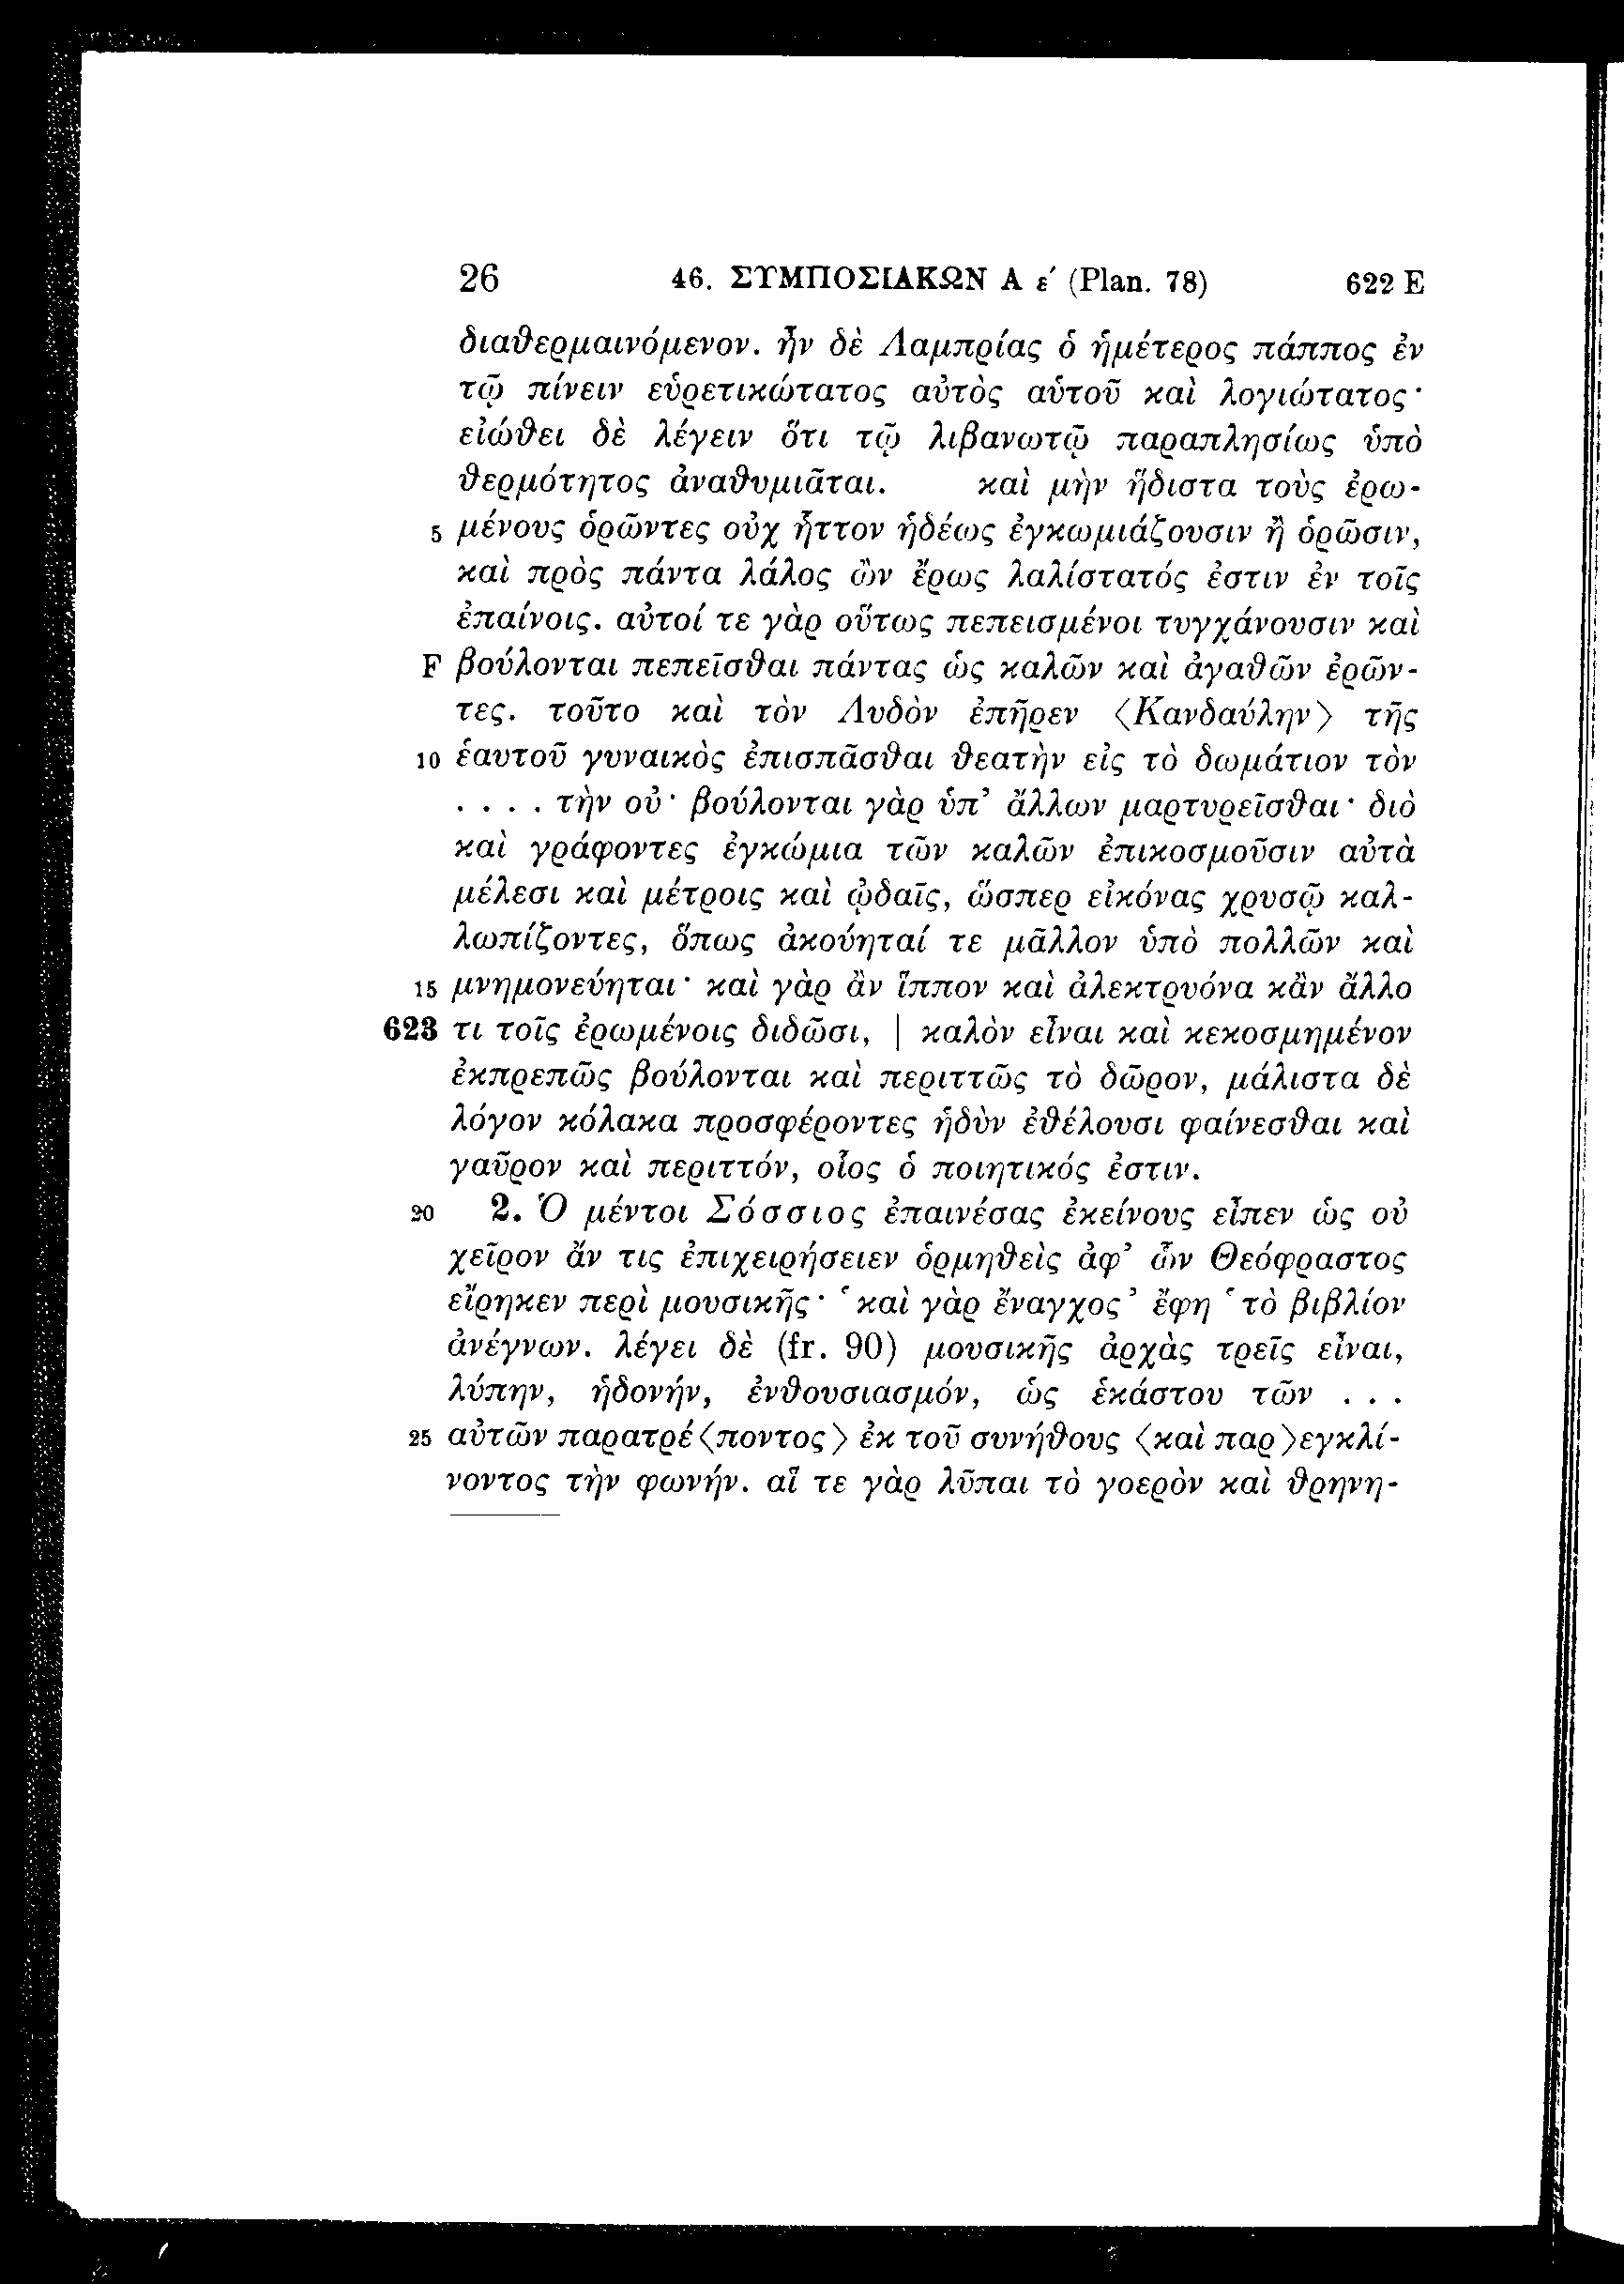 26 46. ΣΥΜΠΟΣΙΑΚΩΝ Α ε´ (Plan. 78) 622 E
διαθερμαινόμενον. ἦν δὲ Λαμπρίας ὁ ἡμέτερος πάππος ἐν
τῷ πίνειν εὑρετικώτατος αὐτὸς αὑτοῦ καὶ λογιώτατος·
εἰώθει δὲ λέγειν ὅτι τῷ λιβανωτῷ παραπλησίως ὑπὸ
θερμότητος ἀναθυμιᾶται. καὶ μὴν ἥδιστα τοὺς ἐρω-
5 μένους ὁρῶντες οὐχ ἧττον ἡδέως ἐγκωμιάζουσιν ἢ ὁρῶσιν,
καὶ πρὸς πάντα λάλος ὢν ἔρως λαλίστατός ἐστιν ἐν τοῖς
ἐπαίνοις. αὐτοί τε γὰρ οὕτως πεπεισμένοι τυγχάνουσιν καὶ
F βούλονται πεπεῖσθαι πάντας ὡς καλῶν καὶ ἀγαθῶν ἐρῶν-
τες. τοῦτο καὶ τὸν Λυδὸν ἐπῆρεν 〈Κανδαύλην〉 τῆς
10 ἑαυτοῦ γυναικὸς ἐπισπᾶσθαι θεατὴν εἰς τὸ δωμάτιον τὸν
. . . . τὴν οὐ· βούλονται γὰρ ὑπ’ ἄλλων μαρτυρεῖσθαι· διὸ
καὶ γράφοντες ἐγκώμια τῶν καλῶν ἐπικοσμοῦσιν αὐτὰ
μέλεσι καὶ μέτροις καὶ ᾠδαῖς, ὥσπερ εἰκόνας χρυσῷ καλ-
λωπίζοντες, ὅπως ἀκούηταί τε μᾶλλον ὑπὸ πολλῶν καὶ
15 μνημονεύηται· καὶ γὰρ ἂν ἵππον καὶ ἀλεκτρυόνα κἂν ἄλλο
623 τι τοῖς ἐρωμένοις διδῶσι, | καλὸν εἶναι καὶ κεκοσμημένον
ἐκπρεπῶς βούλονται καὶ περιττῶς τὸ δῶρον, μάλιστα δὲ
λόγον κόλακα προσφέροντες ἡδὺν ἐθέλουσι φαίνεσθαι καὶ
γαῦρον καὶ περιττόν, οἷος ὁ ποιητικός ἐστιν.
20 2. Ὁ μέντοι Σόσσιος ἐπαινέσας ἐκείνους εἶπεν ὡς οὐ
χεῖρον ἄν τις ἐπιχειρήσειεν ὁρμηθεὶς ἀφ’ ὧν Θεόφραστος
εἴρηκεν περὶ μουσικῆς· ‘καὶ γὰρ ἔναγχος’ ἔφη ‘τὸ βιβλίον
ἀνέγνων. λέγει δὲ (fr. 90) μουσικῆς ἀρχὰς τρεῖς εἶναι,
λύπην, ἡδονήν, ἐνθουσιασμόν, ὡς ἑκάστου τῶν . . .
25 αὐτῶν παρατρέ〈ποντος〉 ἐκ τοῦ συνήθους 〈καὶ παρ〉εγκλί-
νοντος τὴν φωνήν. αἵ τε γὰρ λῦπαι τὸ γοερὸν καὶ θρηνη-